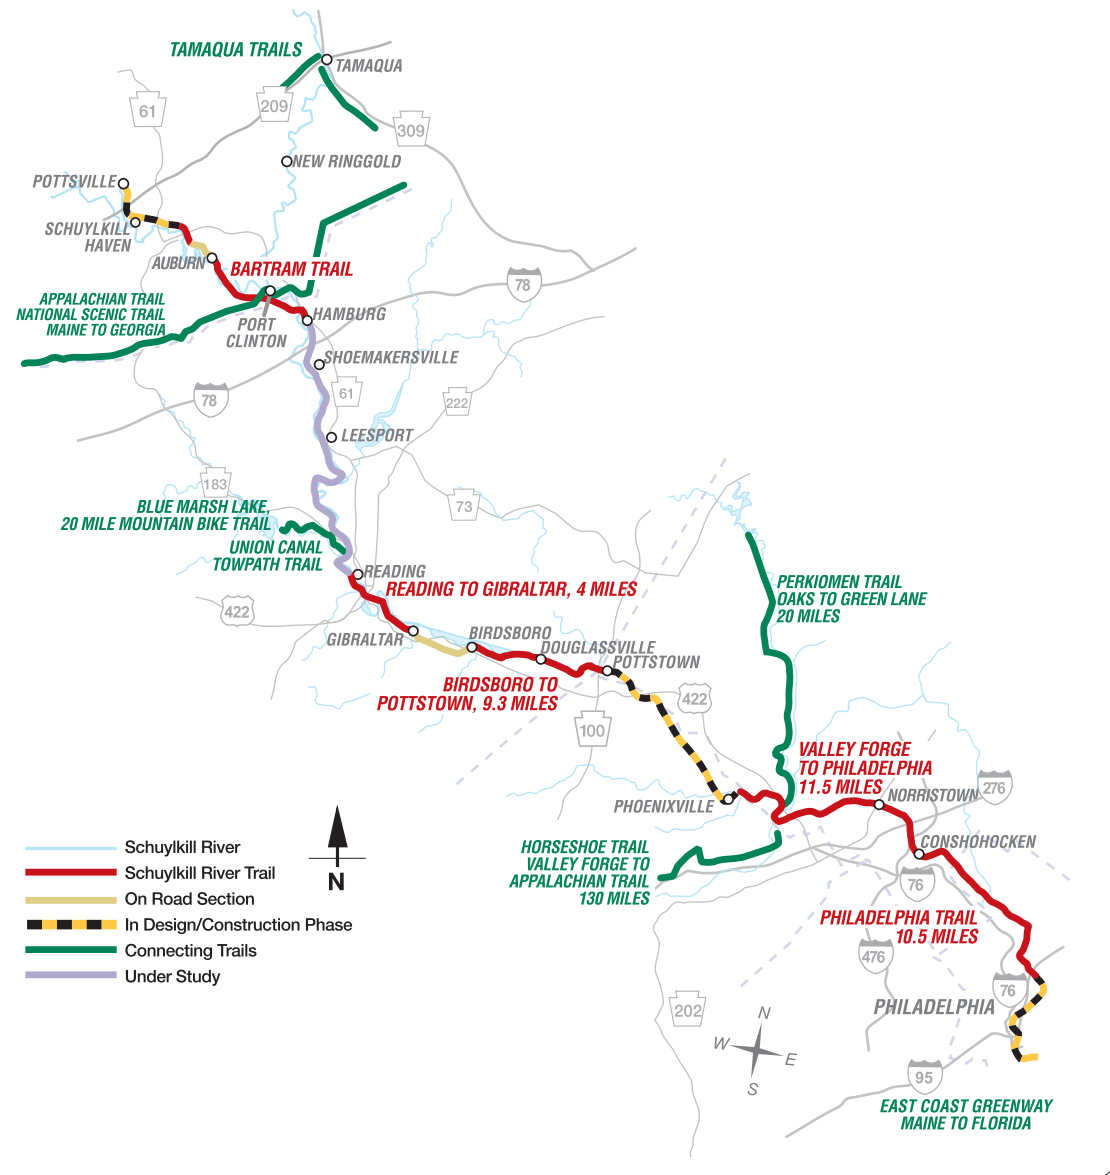 TAMAQUA TRAILS
TAMAQUA
61
209
309
NEW RINGGOLD
POTTSVILLE
SCHUYLKILL
HAVEN
AUBURN
BARTRAM TRAIL
78
APPALACHIAN TRAIL
NATIONAL SCENIC TRAIL
MAINE TO GEORGIA
PORT
CLINTON
HAMBURG
SHOEMAKERSVILLE
78
61
222
LEESPORT
183
73
BLUE MARSH LAKE,
20 MILE MOUNTAIN BIKE TRAIL
UNION CANAL
TOWPATH TRAIL
READING
READING TO GIBRALTAR, 4 MILES
PERKIOMEN TRAIL
OAKS TO GREEN LANE
20 MILES
422
GIBRALTAR
BIRDSBORO
DOUGLASSVILLE
POTTSTOWN
BIRDSBORO TO
POTTSTOWN, 9.3 MILES
422
100
VALLEY FORGE
TO PHILADELPHIA
11.5 MILES
PHOENIXVILLE
NORRISTOWN
276
HORSESHOE TRAIL
VALLEY FORGE TO
APPALACHIAN TRAIL
130 MILES
CONSHOHOCKEN
76
N
Schuylkill River
Schuylkill River Trail
On Road Section
In Design/Construction Phase
Connecting Trails
Under Study
PHILADELPHIA TRAIL
10.5 MILES
476
76
PHILADELPHIA
202
N
W
E
S
95
EAST COAST GREENWAY
MAINE TO FLORIDA